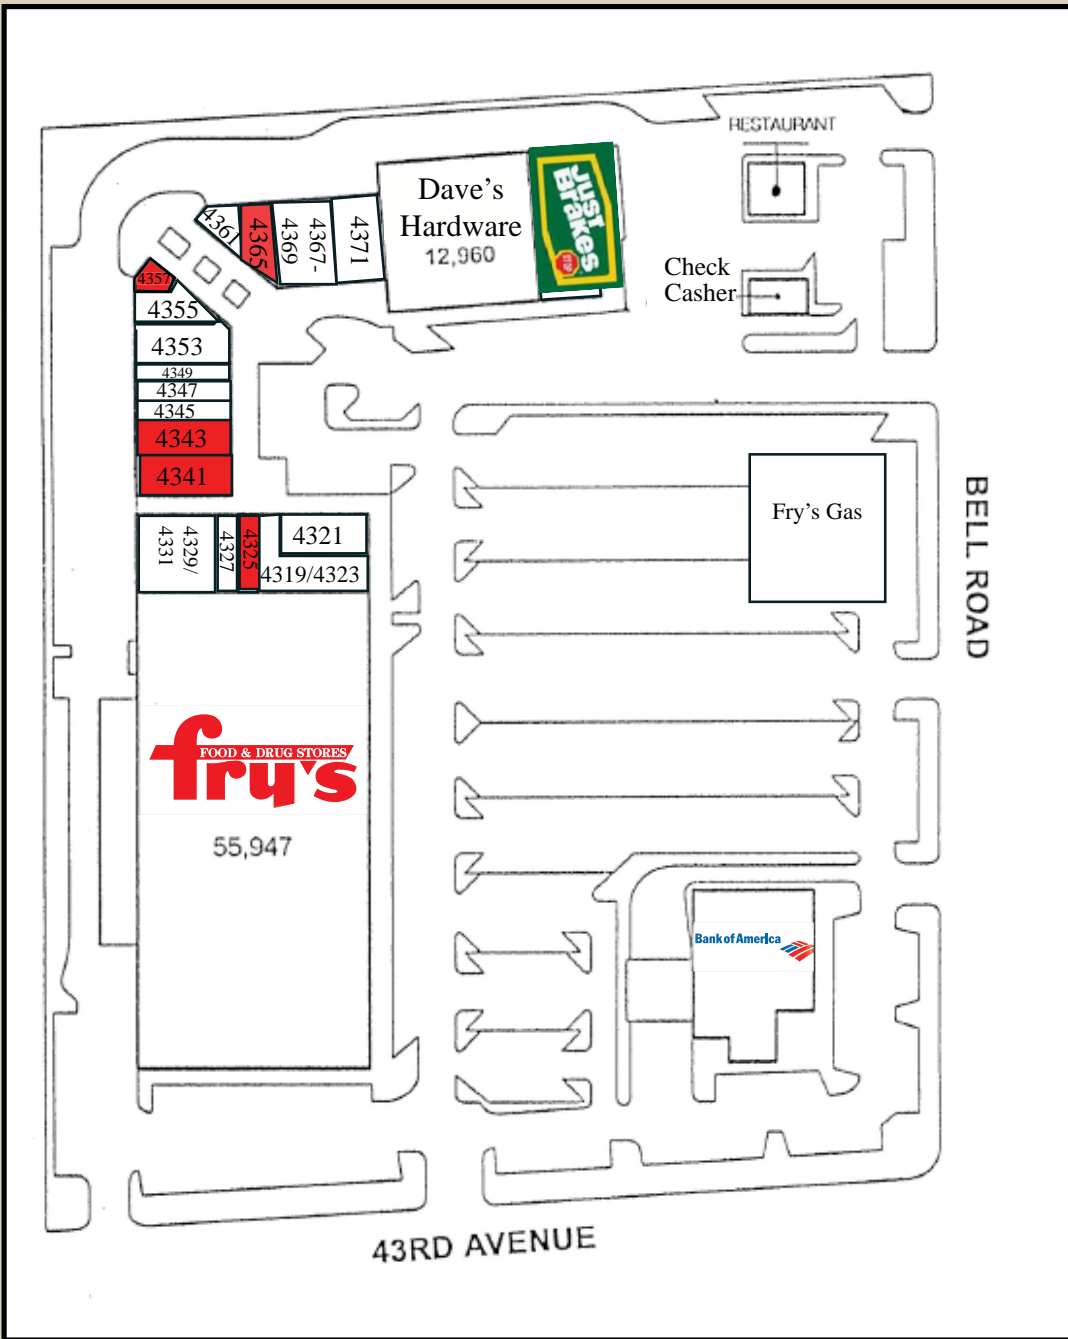 RESTAURANT
Dave's
Hardware
12,960
JUST
Brakes
STOP
Check
Casher
4361
4365
4369
4367-
4371
4357
4355
4353
4349
4347
4345
4343
4341
4331
4329/
4327
4325
4321
4319/4323
Fry's Gas
BELL ROAD
fry's
FOOD & DRUG STORES
55,947
Bank of America
43RD AVENUE